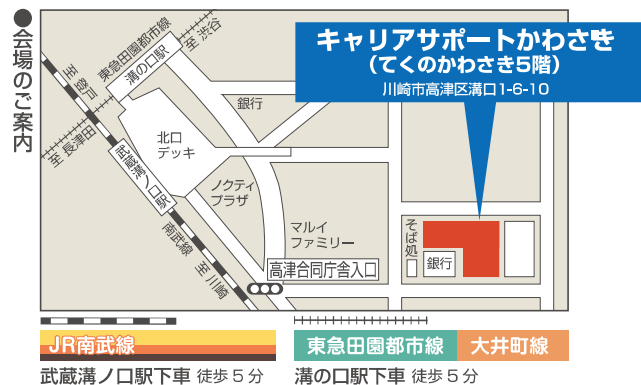 ●会場のご案内
至渋谷
東急田園都市線
溝の口駅
至長津田
至登戸
武蔵溝ノ口駅
南武線
至川崎
北口
デッキ
銀行
ノクティ
プラザ
マルイ
ファミリー
高津合同庁舎入口
キャリアサポートかわさき
(てくのかわさき5階)
川崎市高津区溝口1-6-10
そば処
銀行
JR南武線
武蔵溝ノ口駅下車 徒歩5分
東急田園都市線 大井町線
溝の口駅下車 徒歩5分